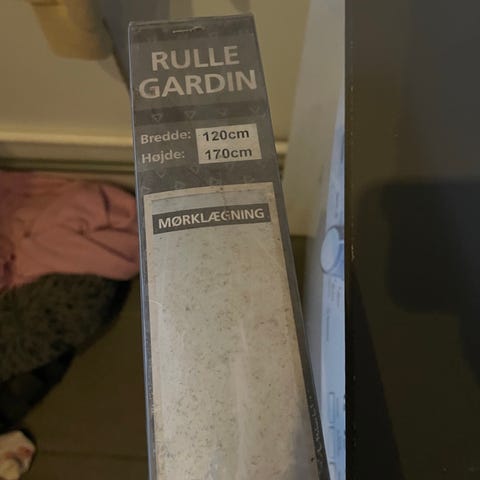 RULLE
GARDIN
Bredde: 120cm
Højde: 170cm
MØRKLÆGNING